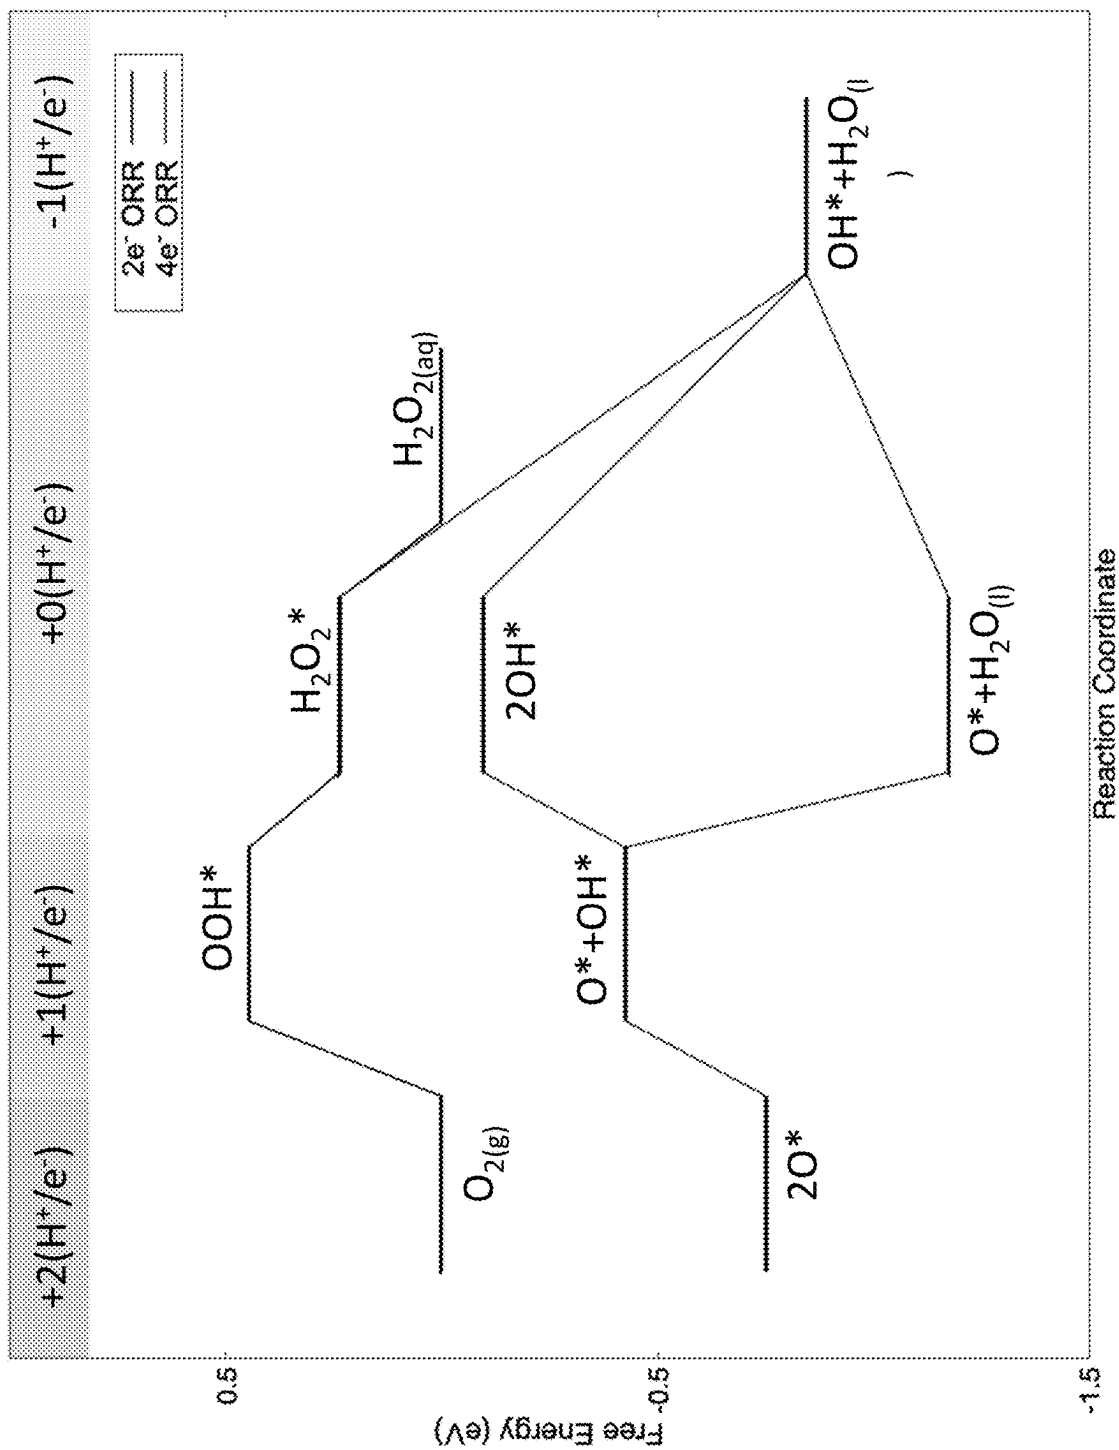 +2(H⁺/e⁻) +1(H⁺/e⁻) +0(H⁺/e⁻) -1(H⁺/e⁻)
2e⁻ ORR
4e⁻ ORR
0.5
-0.5
-1.5
Free Energy (eV)
O₂₍g₎
OOH*
H₂O₂*
H₂O₂(aq)
2O*
O*+OH*
2OH*
O*+H₂O(l)
OH*+H₂O(l
)
Reaction Coordinate